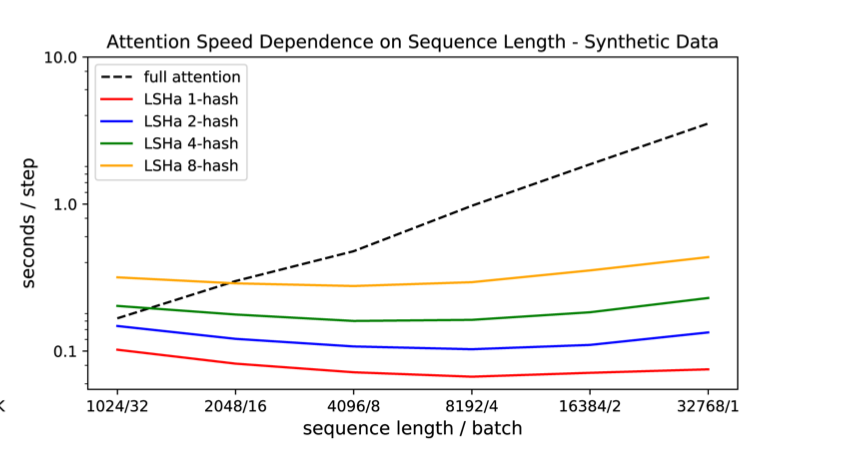 Attention Speed Dependence on Sequence Length - Synthetic Data
10.0
full attention
LSHa 1-hash
LSHa 2-hash
LSHa 4-hash
LSHa 8-hash
seconds / step
1.0
0.1
K
1024/32
2048/16
4096/8
8192/4
16384/2
32768/1
sequence length / batch